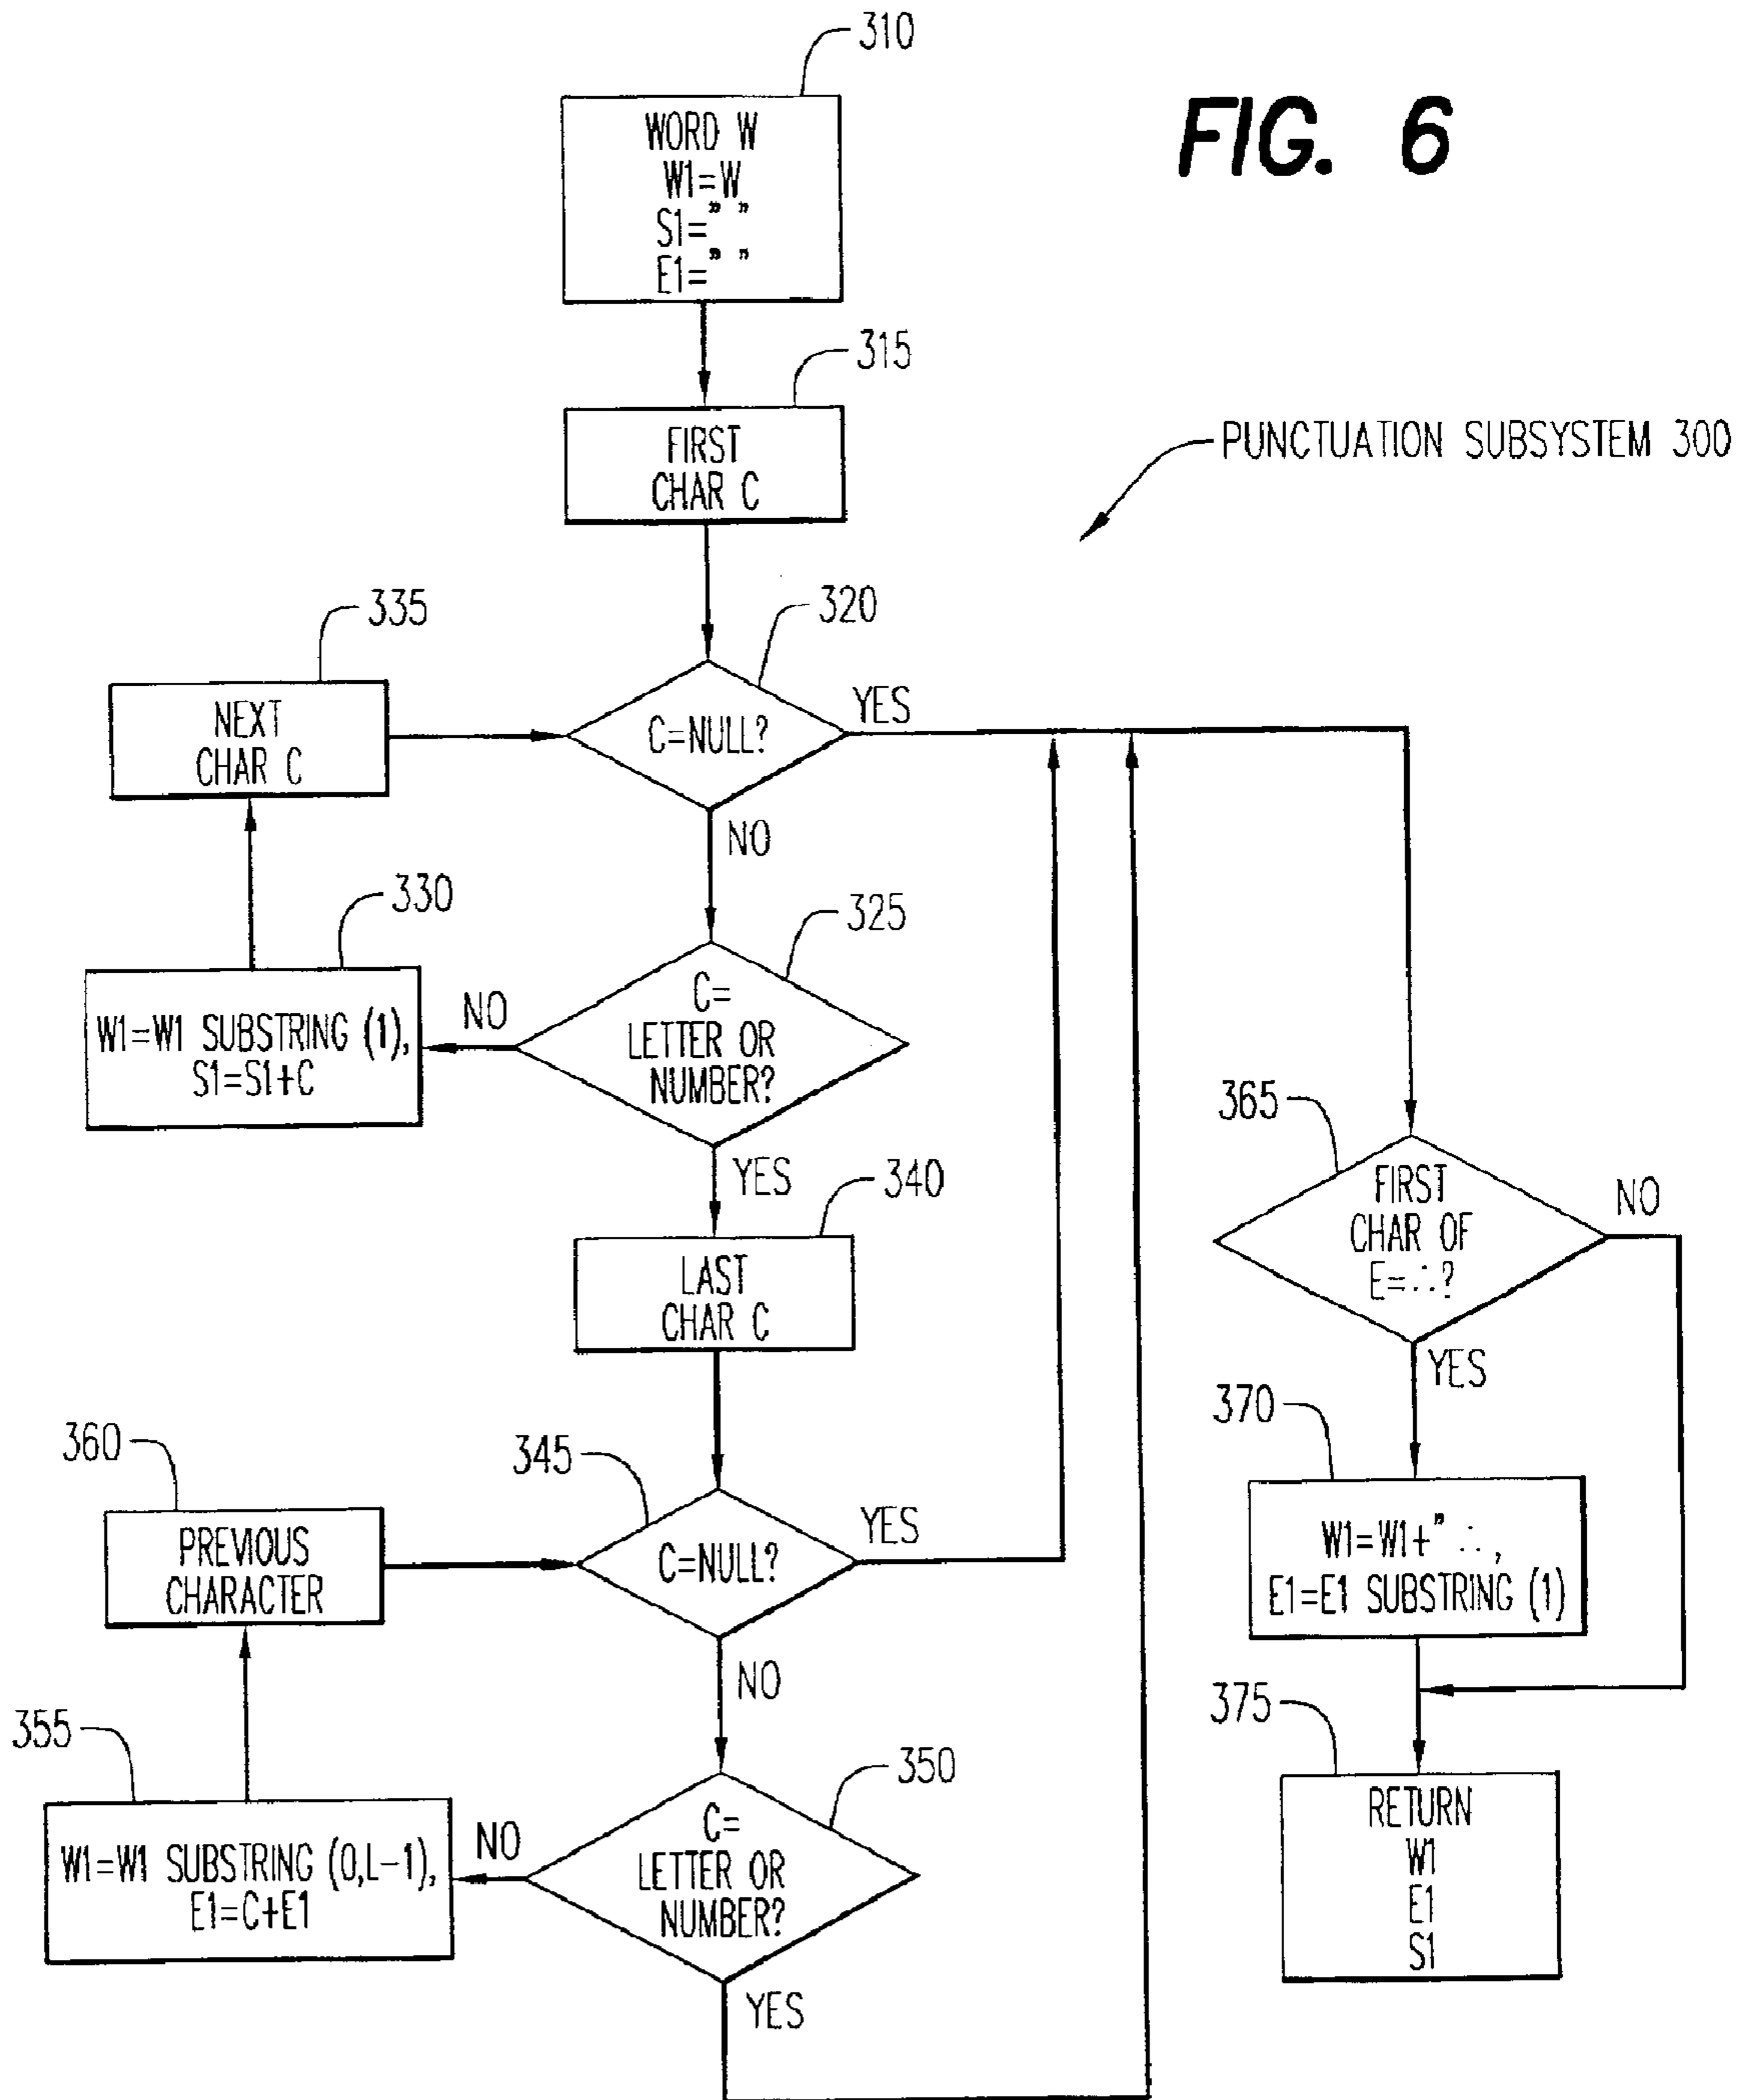 FIG. 6
310
WORD W
W1=W
S1=" "
E1=" "
315
FIRST
CHAR C
PUNCTUATION SUBSYSTEM 300
335
NEXT
CHAR C
320
C=NULL?
YES
NO
330
W1=W1 SUBSTRING (1),
S1=S1+C
NO
325
C=
LETTER OR
NUMBER?
YES
340
LAST
CHAR C
365
FIRST
CHAR OF
E=∴?
NO
YES
360
PREVIOUS
CHARACTER
345
C=NULL?
YES
NO
370
W1=W1+" ∴,
E1=E1 SUBSTRING (1)
355
W1=W1 SUBSTRING (0,L-1),
E1=C+E1
NO
350
C=
LETTER OR
NUMBER?
YES
375
RETURN
W1
E1
S1